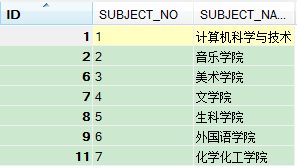 ID SUBJECT_NO SUBJECT_NA...
1 1 计算机科学与技术
2 2 音乐学院
6 3 美术学院
7 4 文学院
8 5 生科学院
9 6 外国语学院
11 7 化学化工学院